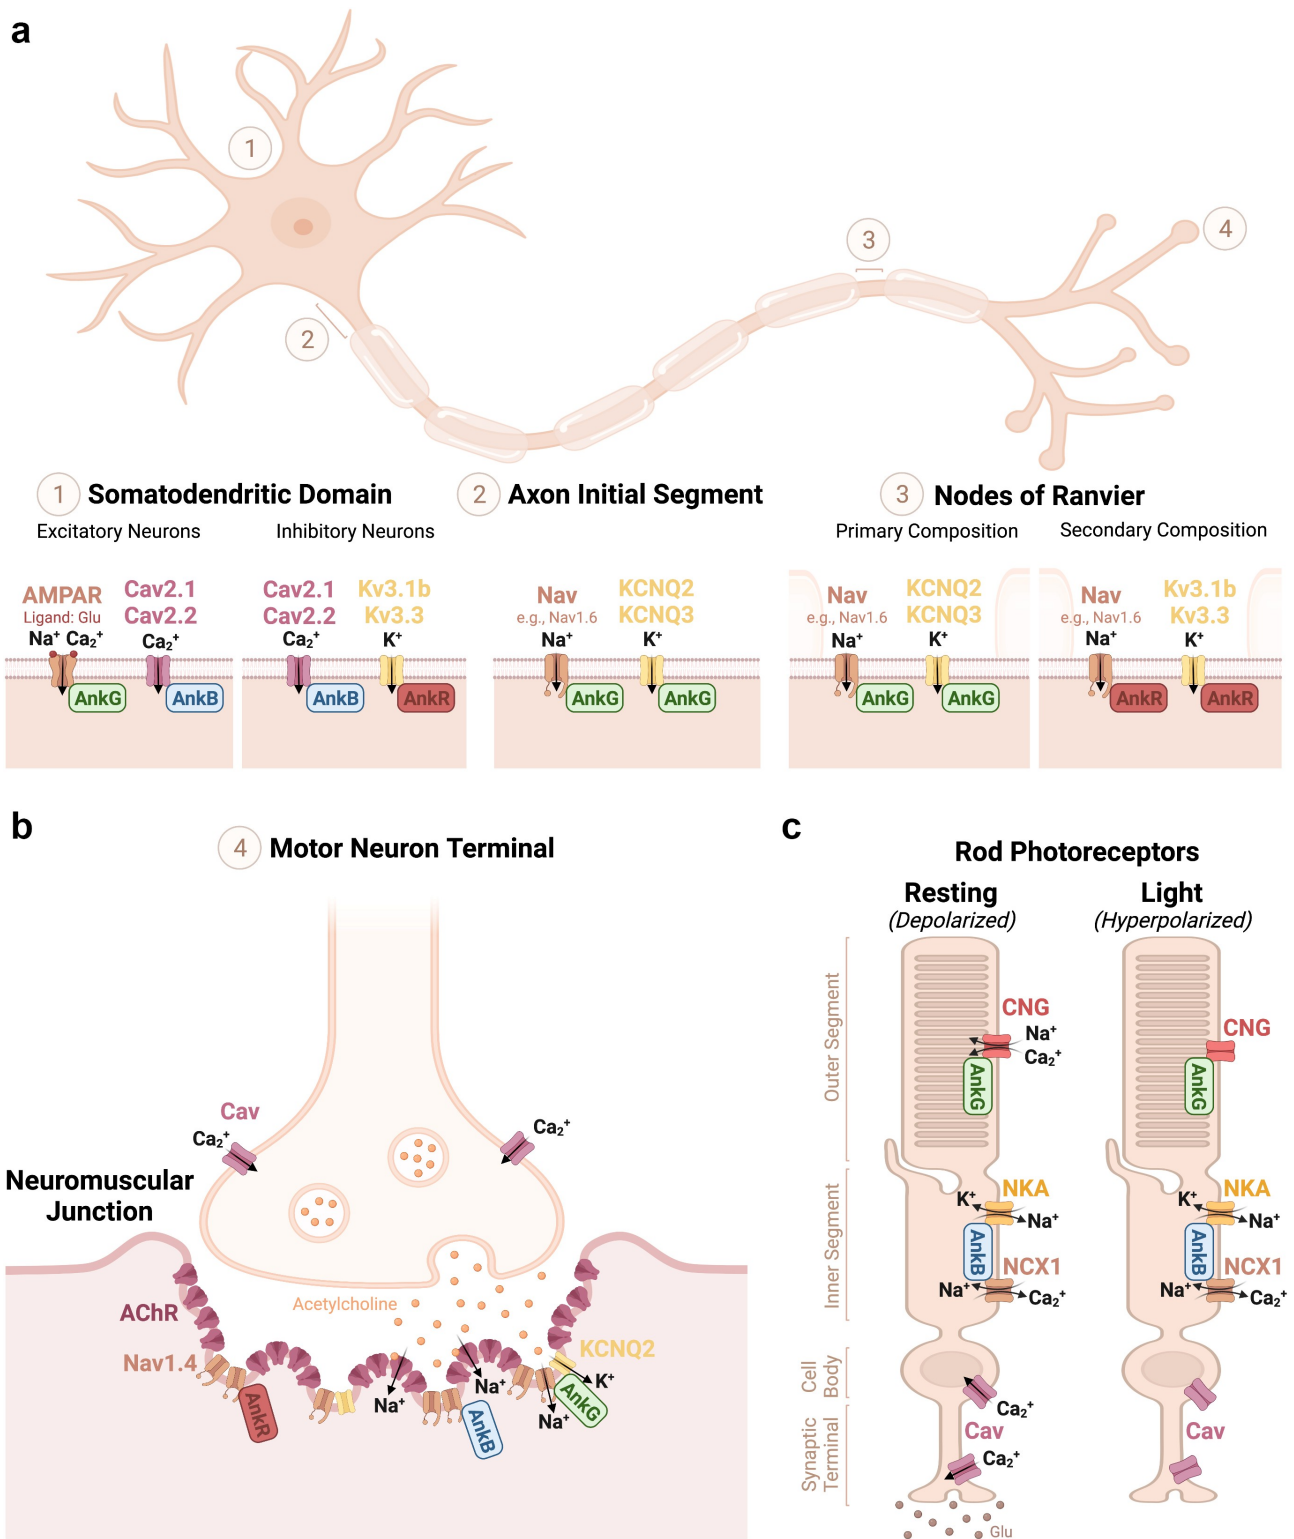 a
1
2
3
4
1 Somatodendritic Domain
Excitatory Neurons
Inhibitory Neurons
AMPAR
Ligand: Glu
Na⁺ Ca₂⁺
AnkG
Cav2.1
Cav2.2
Ca₂⁺
AnkB
Cav2.1
Cav2.2
Ca₂⁺
AnkB
Kv3.1b
Kv3.3
K⁺
AnkR
2 Axon Initial Segment
Nav
e.g., Nav1.6
Na⁺
AnkG
KCNQ2
KCNQ3
K⁺
AnkG
3 Nodes of Ranvier
Primary Composition
Secondary Composition
Nav
e.g., Nav1.6
Na⁺
AnkG
KCNQ2
KCNQ3
K⁺
AnkG
Nav
e.g., Nav1.6
Na⁺
AnkR
Kv3.1b
Kv3.3
K⁺
AnkR
b
4 Motor Neuron Terminal
Cav
Ca₂⁺
Ca₂⁺
Neuromuscular
Junction
Acetylcholine
AChR
Nav1.4
KCNQ2
K⁺
Na⁺
Na⁺
Na⁺
AnkR
AnkB
AnkG
c
Rod Photoreceptors
Resting
(Depolarized)
Light
(Hyperpolarized)
Outer Segment
CNG
Na⁺
Ca₂⁺
AnkG
CNG
AnkG
Inner Segment
NKA
K⁺
Na⁺
AnkB
NCX1
Na⁺
Ca₂⁺
NKA
K⁺
Na⁺
AnkB
NCX1
Na⁺
Ca₂⁺
Cell
Body
Ca₂⁺
Synaptic
Terminal
Cav
Ca₂⁺
Cav
Glu